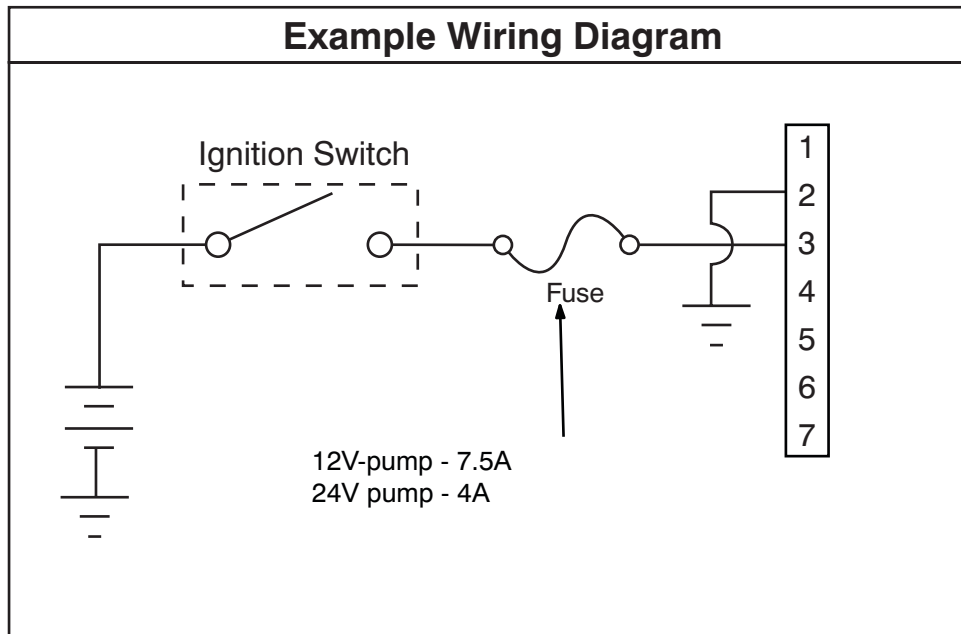 Example Wiring Diagram
Ignition Switch
1
2
3
4
5
6
7
Fuse
12V-pump - 7.5A
24V pump - 4A